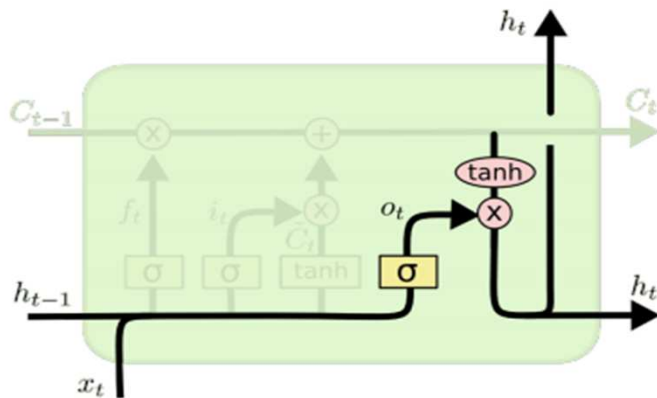 h_t
C_{t-1} C_t
x +
tanh
f_t i_t x o_t x
C̃_t
σ σ tanh σ
h_{t-1} h_t
x_t